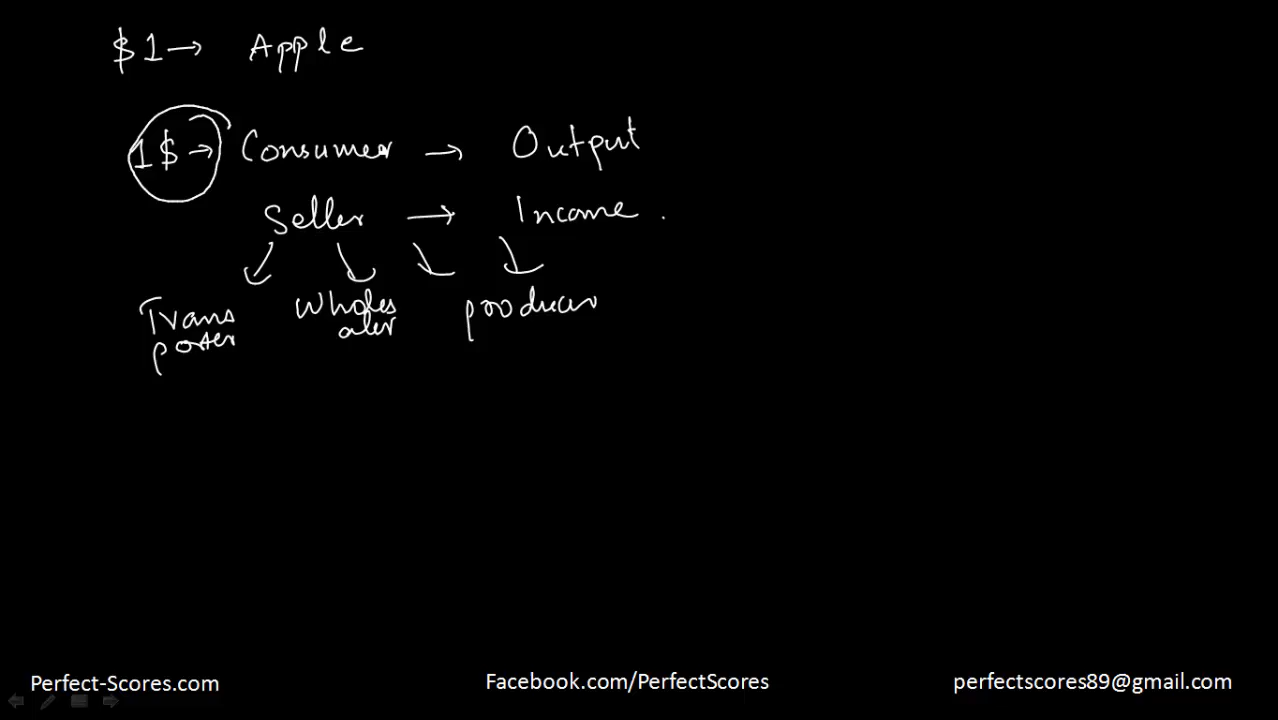 $1→ Apple
1$→ Consumer → Output
Seller → Income.
Trans
porter
Wholes
aler
producer
Perfect-Scores.com
Facebook.com/PerfectScores
perfectscores89@gmail.com